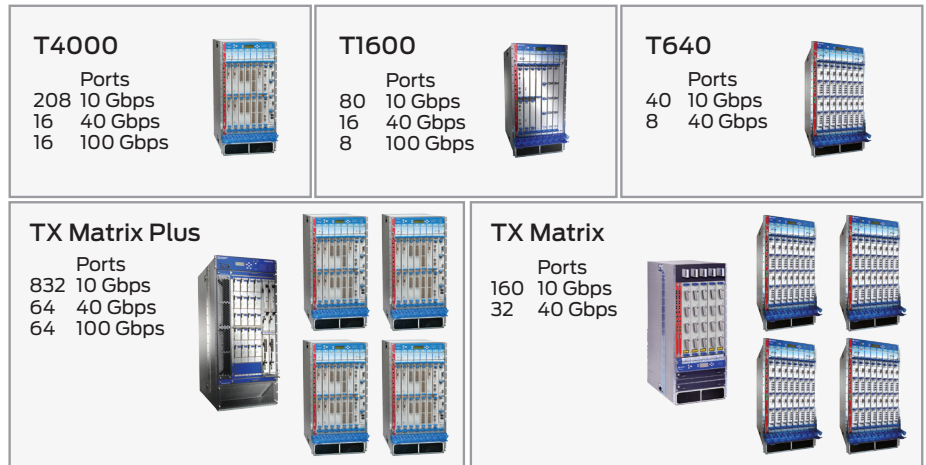 T4000
Ports
208 10 Gbps
16 40 Gbps
16 100 Gbps
T1600
Ports
80 10 Gbps
16 40 Gbps
8 100 Gbps
T640
Ports
40 10 Gbps
8 40 Gbps
TX Matrix Plus
Ports
832 10 Gbps
64 40 Gbps
64 100 Gbps
TX Matrix
Ports
160 10 Gbps
32 40 Gbps